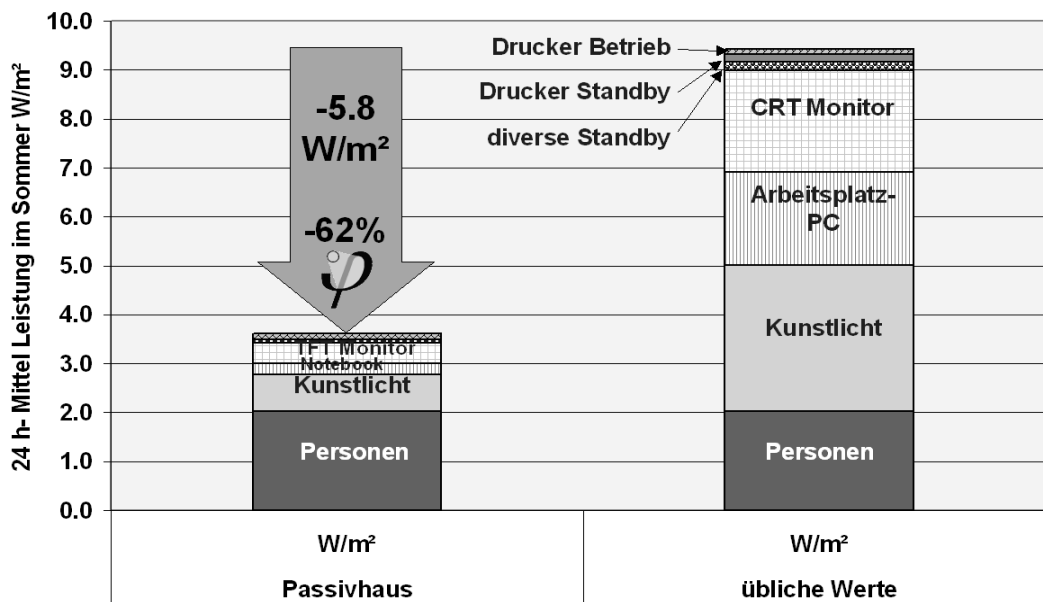 24 h- Mittel Leistung im Sommer W/m²
10.0
9.0
8.0
7.0
6.0
5.0
4.0
3.0
2.0
1.0
0.0
-5.8
W/m²
-62%
φ
TFT Monitor
Notebook
Kunstlicht
Personen
Drucker Betrieb
Drucker Standby
diverse Standby
CRT Monitor
Arbeitsplatz-
PC
Kunstlicht
Personen
W/m²
Passivhaus
W/m²
übliche Werte